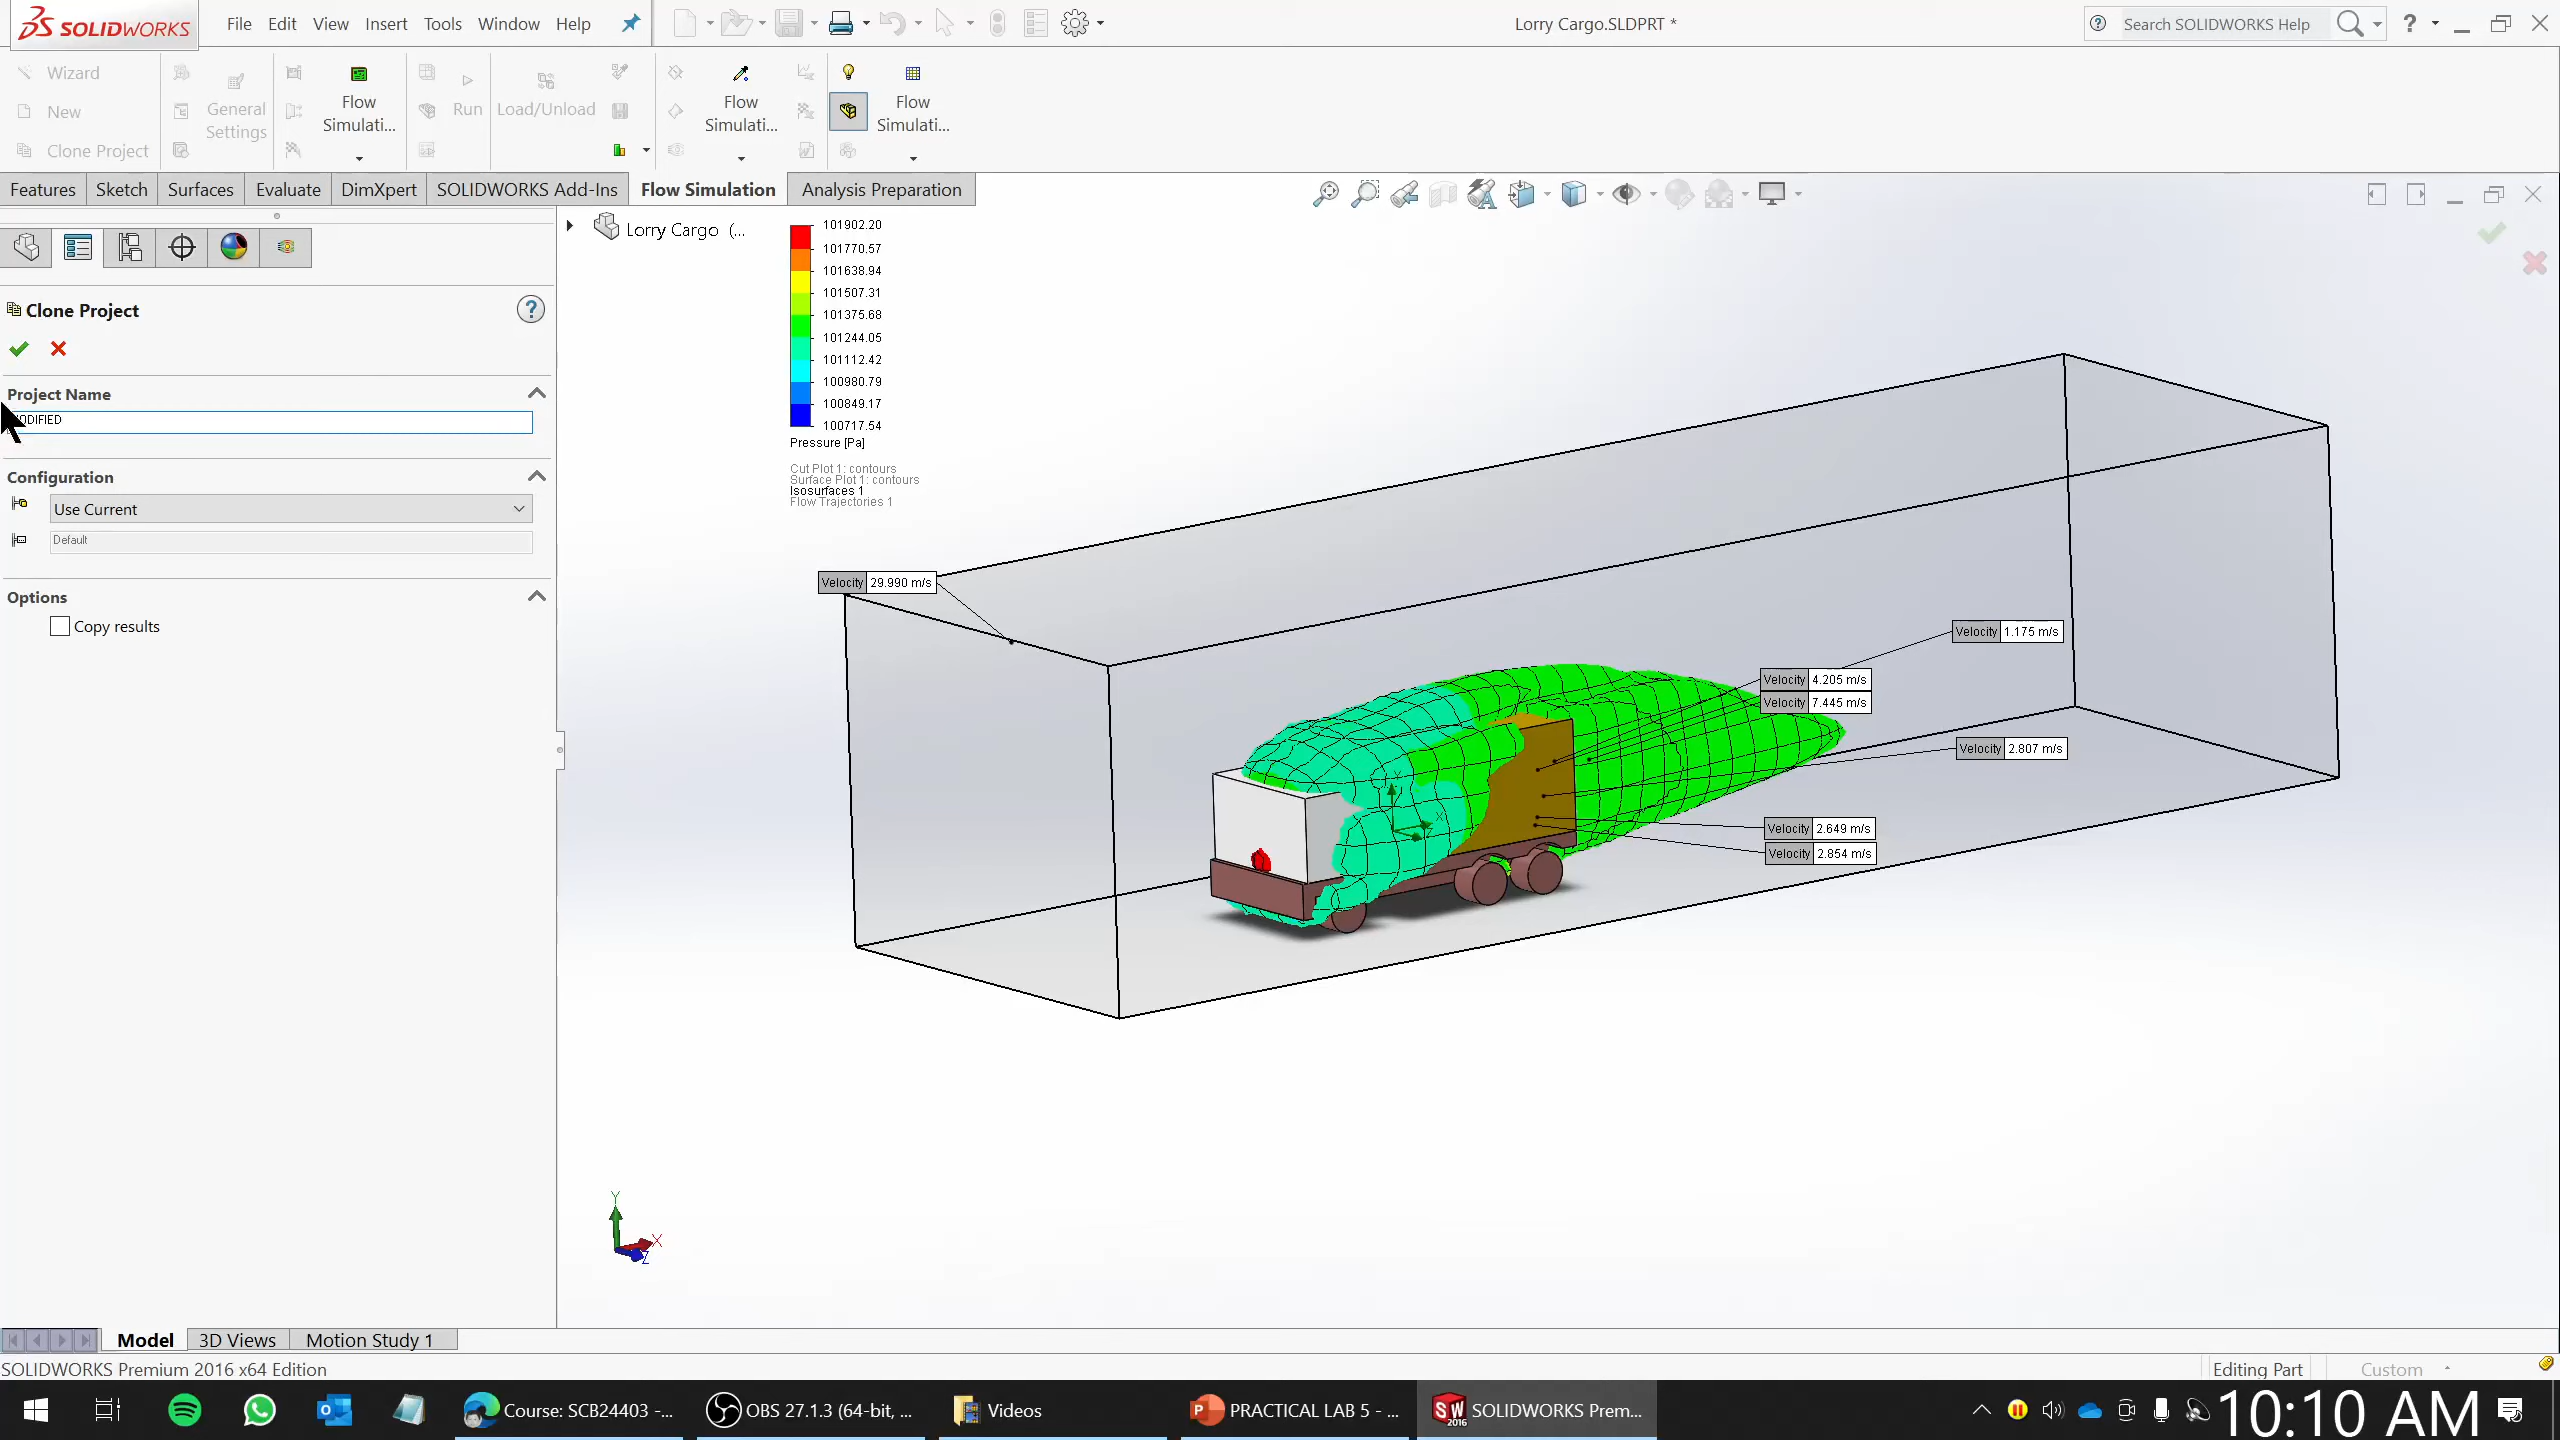 SOLIDWORKS
File Edit View Insert Tools Window Help
Lorry Cargo.SLDPRT *
Search SOLIDWORKS Help
Wizard
New
Clone Project
General
Settings
Flow
Simulati...
Run
Load/Unload
Flow
Simulati...
Flow
Simulati...
Features Sketch Surfaces Evaluate DimXpert SOLIDWORKS Add-Ins Flow Simulation Analysis Preparation
Lorry Cargo (...
Clone Project
Project Name
Configuration
Use Current
Default
Options
Copy results
101902.20
101770.57
101638.94
101507.31
101375.68
101244.05
101112.42
100980.79
100849.17
100717.54
Pressure [Pa]
Cut Plot 1: contours
Surface Plot 1: contours
Isosurfaces 1
Flow Trajectories 1
Velocity 29.990 m/s
Velocity 1.175 m/s
Velocity 4.205 m/s
Velocity 7.445 m/s
Velocity 2.807 m/s
Velocity 2.649 m/s
Velocity 2.854 m/s
Y
X
Z
Model 3D Views Motion Study 1
SOLIDWORKS Premium 2016 x64 Edition
Editing Part
Custom
Course: SCB24403 -...
OBS 27.1.3 (64-bit, ...
Videos
PRACTICAL LAB 5 - ...
SOLIDWORKS Prem...
10:10 AM